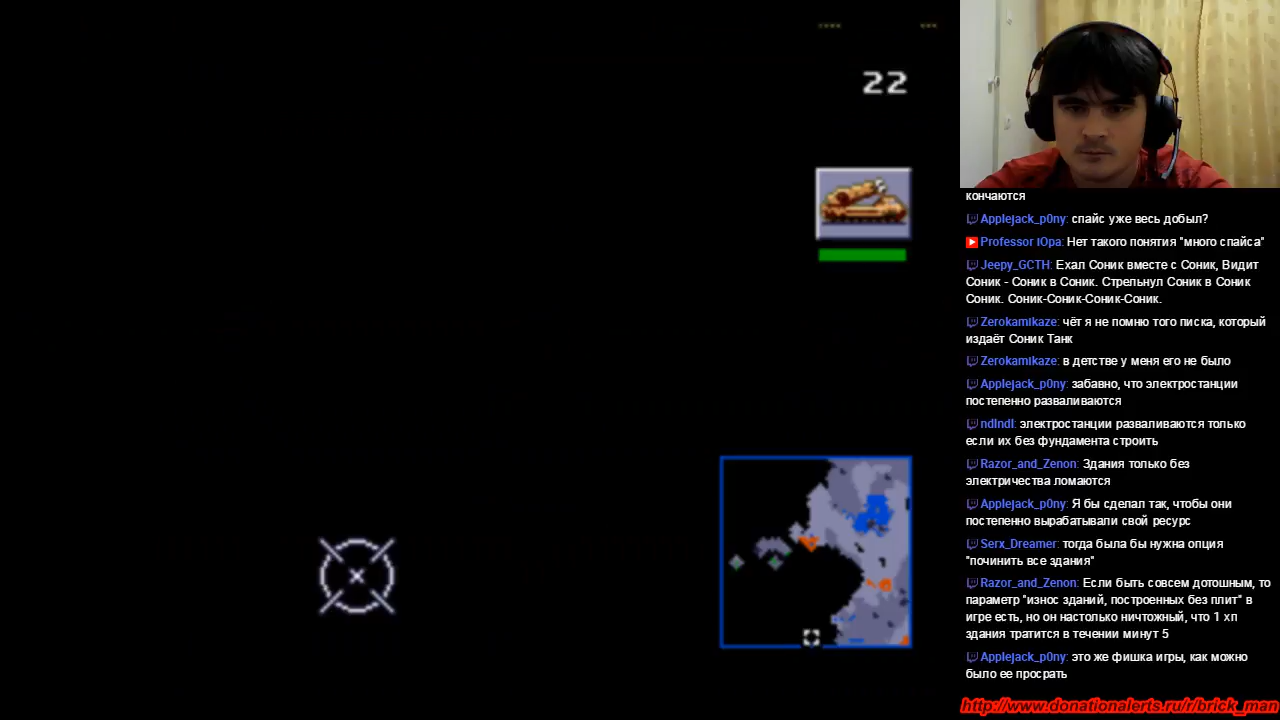 22
кончаются
Applejack_p0ny: спайс уже весь добыл?
Professor iOpa: Нет такого понятия "много спайса"
Jeepy_GCTH: Ехал Соник вместе с Соник, Видит
Соник - Соник в Соник. Стрельнул Соник в Соник
Соник. Соник-Соник-Соник-Соник.
Zerokamikaze: чёт я не помню того писка, который
издаёт Соник Танк
Zerokamikaze: в детстве у меня его не было
Applejack_p0ny: забавно, что электростанции
постепенно разваливаются
ndIndI: электростанции разваливаются только
если их без фундамента строить
Razor_and_Zenon: Здания только без
электричества ломаются
Applejack_p0ny: Я бы сделал так, чтобы они
постепенно вырабатывали свой ресурс
Serx_Dreamer: тогда была бы нужна опция
"починить все здания"
Razor_and_Zenon: Если быть совсем дотошным, то
параметр "износ зданий, построенных без плит" в
игре есть, но он настолько ничтожный, что 1 хп
здания тратится в течении минут 5
Applejack_p0ny: это же фишка игры, как можно
было ее просрать
http://www.donationalerts.ru/r/brick_man